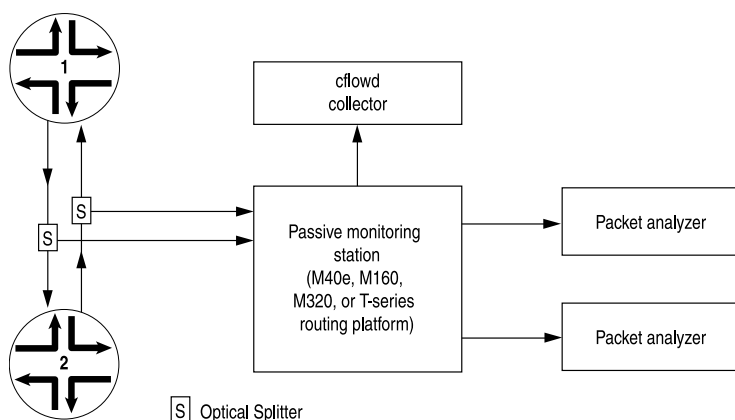 1
cflowd
collector
S
S
Passive monitoring
station
(M40e, M160,
M320, or T-series
routing platform)
Packet analyzer
Packet analyzer
2
S Optical Splitter